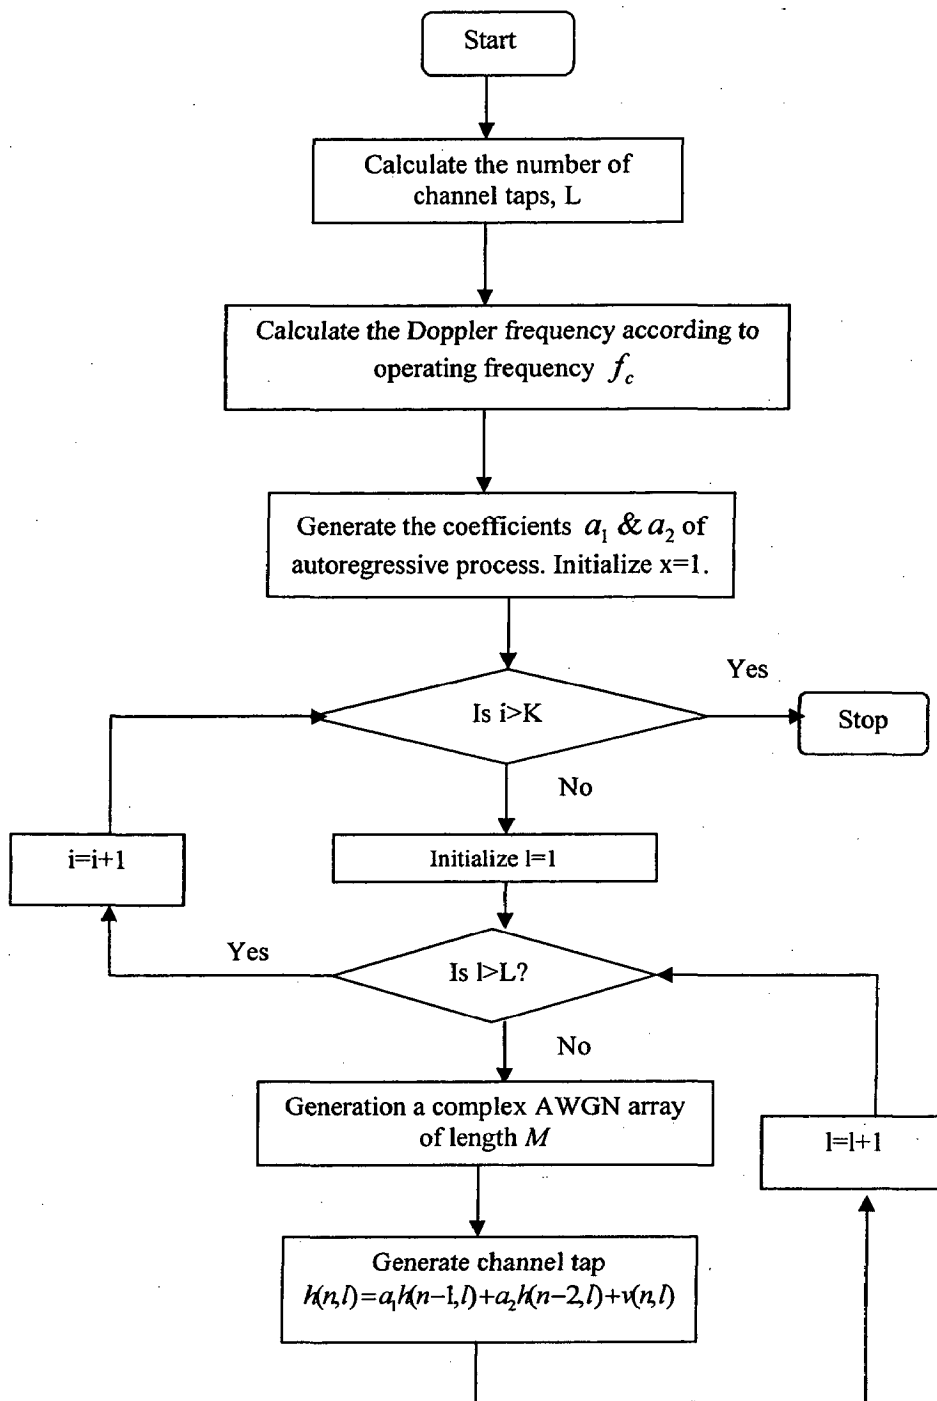 Start
Calculate the number of
channel taps, L
Calculate the Doppler frequency according to
operating frequency f_c
Generate the coefficients a_1 & a_2 of
autoregressive process. Initialize x=1.
Yes
Is i>K
Stop
No
i=i+1
Initialize l=1
Yes
Is l>L?
No
Generation a complex AWGN array
of length M
l=l+1
Generate channel tap
h(n,l)=a_1h(n-1,l)+a_2h(n-2,l)+v(n,l)